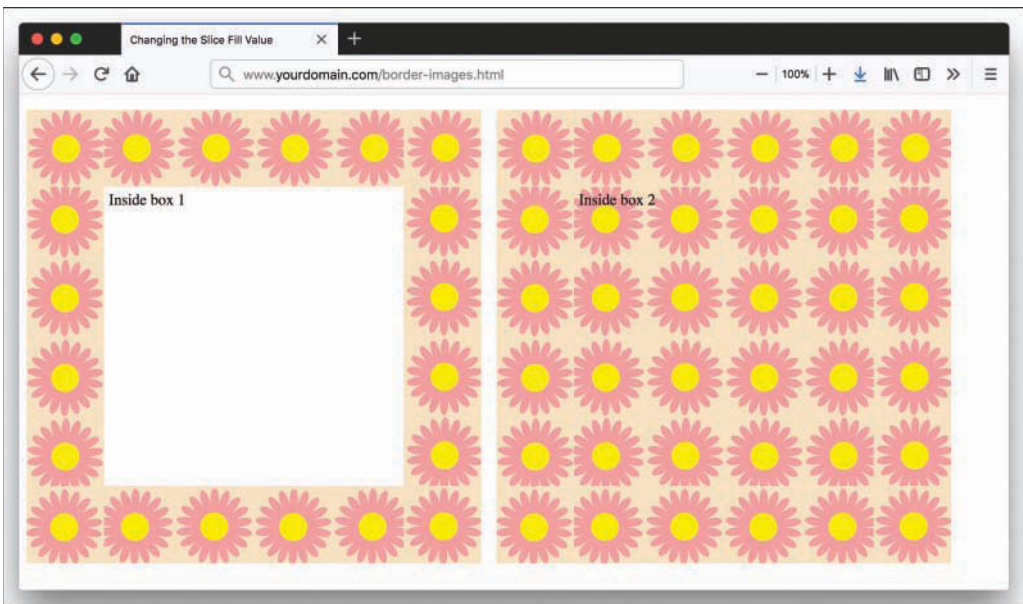 Changing the Slice Fill Value
www.yourdomain.com/border-images.html
100%
Inside box 1
Inside box 2